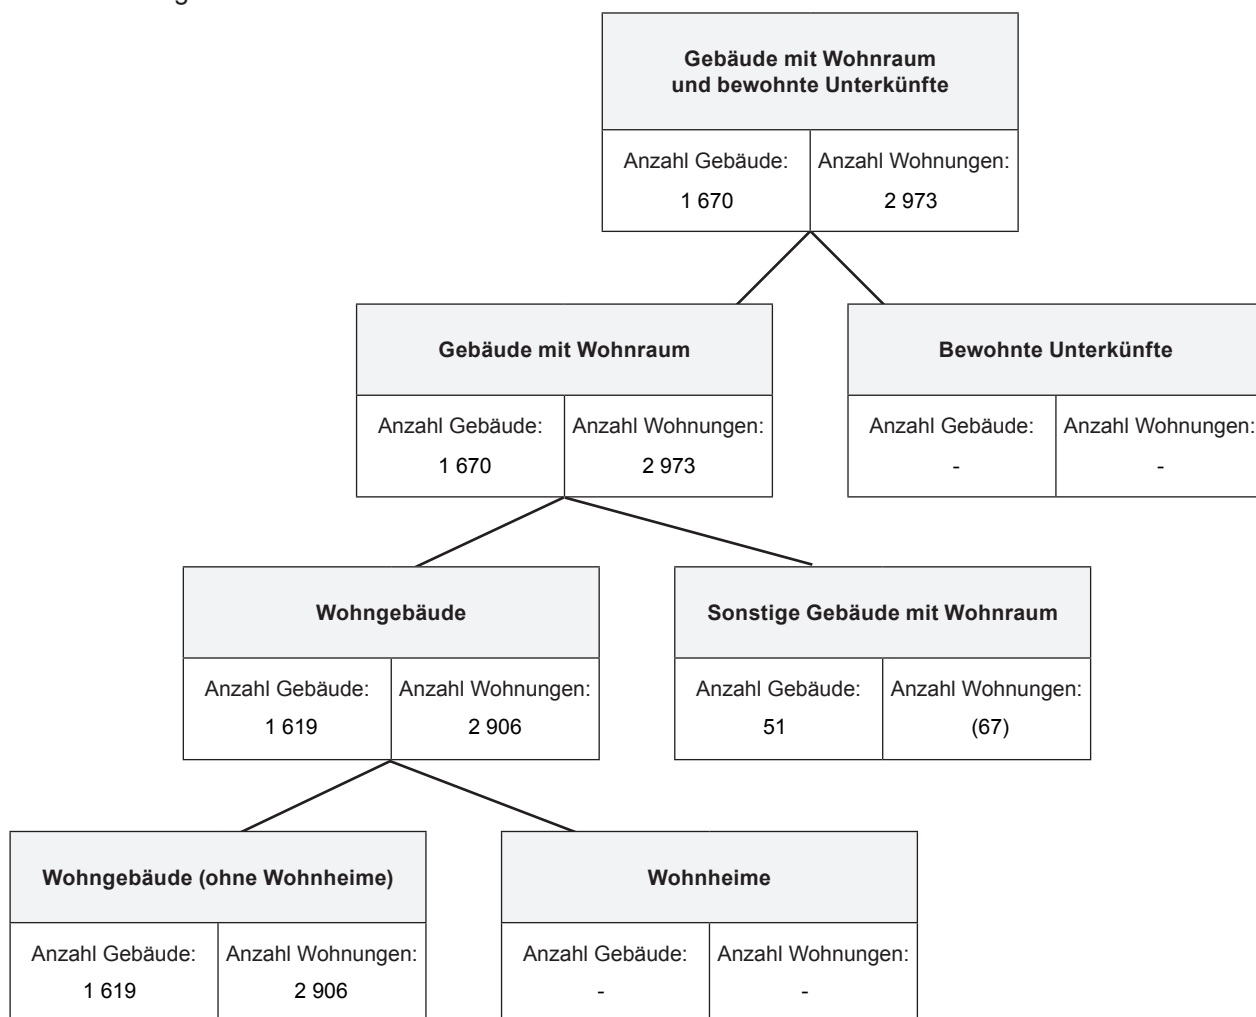 Gebäude mit Wohnraum
und bewohnte Unterkünfte
Anzahl Gebäude: Anzahl Wohnungen:
1 670 2 973
Gebäude mit Wohnraum
Anzahl Gebäude: Anzahl Wohnungen:
1 670 2 973
Bewohnte Unterkünfte
Anzahl Gebäude: Anzahl Wohnungen:
- -
Wohngebäude
Anzahl Gebäude: Anzahl Wohnungen:
1 619 2 906
Sonstige Gebäude mit Wohnraum
Anzahl Gebäude: Anzahl Wohnungen:
51 (67)
Wohngebäude (ohne Wohnheime)
Anzahl Gebäude: Anzahl Wohnungen:
1 619 2 906
Wohnheime
Anzahl Gebäude: Anzahl Wohnungen:
- -